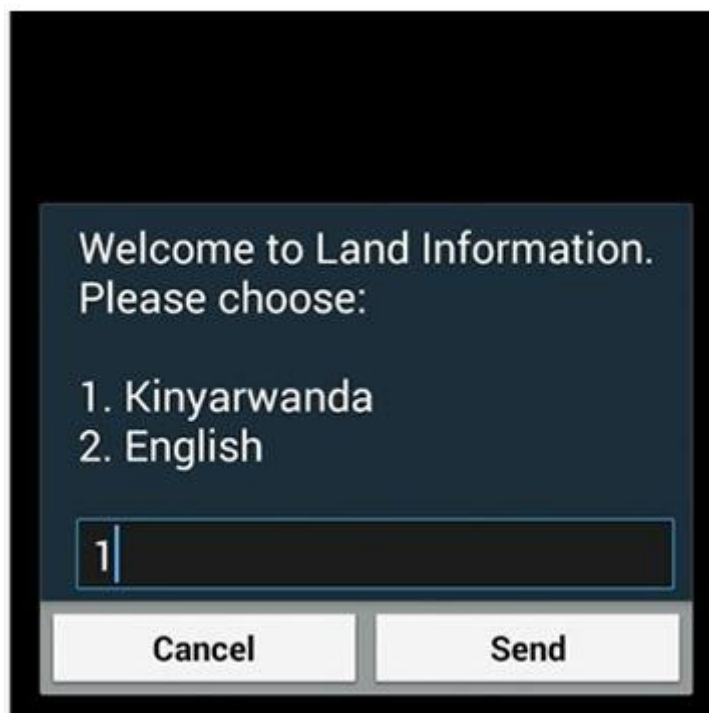 Welcome to Land Information.
Please choose:
1. Kinyarwanda
2. English
1
Cancel
Send